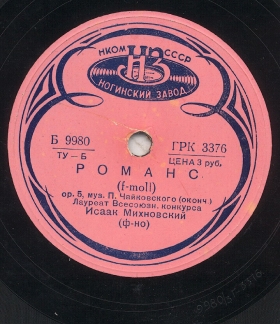 НКОМ СССР
НЗ
НОГИНСКИЙ ЗАВОД
Б 9980 ГРК 3376
ТУ—Б ЦЕНА 3 руб.
РОМАНС
(f-moll)
ор. 5, муз. П. Чайковского (оконч)
Лауреат Всесоюзн. конкурса
Исаак Михновский
(ф-но)